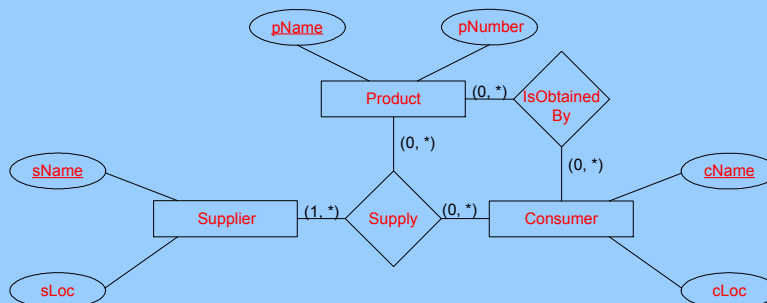 pName
pNumber
Product
(0, *)
IsObtained
By
(0, *)
(0, *)
sName
cName
Supplier
(1, *)
Supply
(0, *)
Consumer
sLoc
cLoc